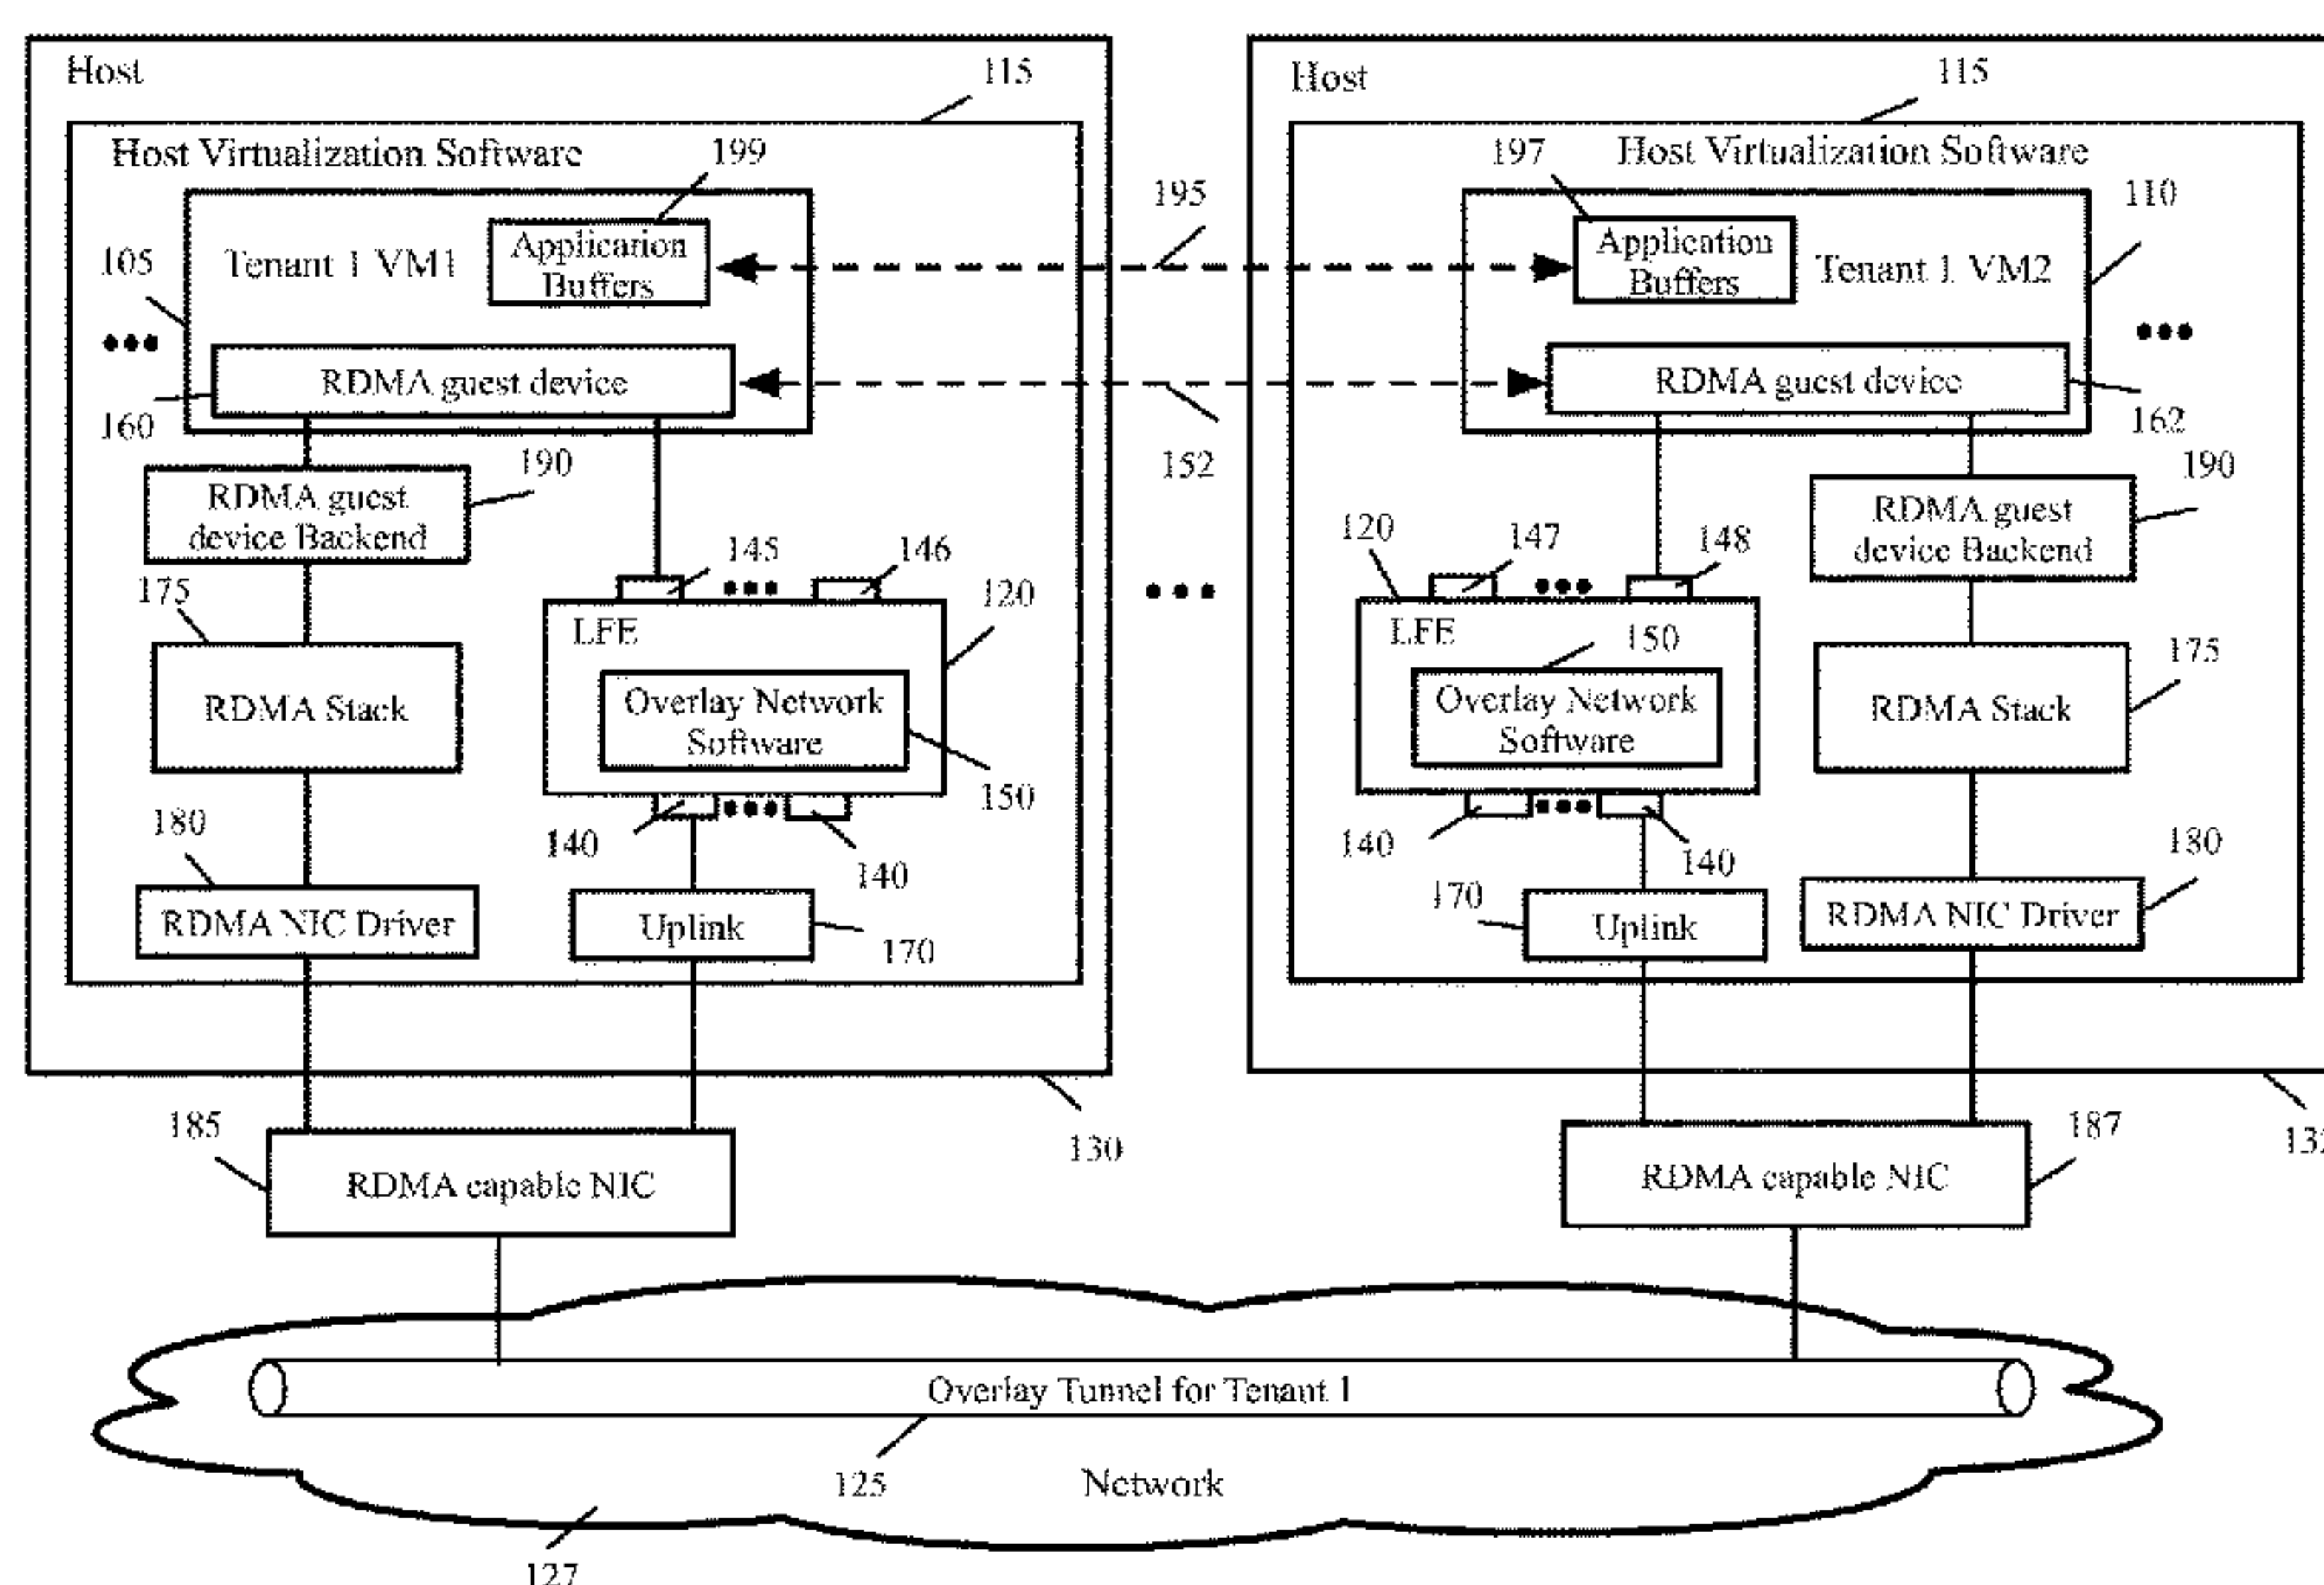 Host
115
Host
115
Host Virtualization Software
199
195
197
Host Virtualization Software
110
105
Tenant 1 VM1
Application
Buffers
Application
Buffers
Tenant 1 VM2
RDMA guest device
RDMA guest device
160
152
162
190
190
RDMA guest
device Backend
RDMA guest
device Backend
145
146
120
120
147
148
175
LFE
LFE
150
175
RDMA Stack
Overlay Network
Software
Overlay Network
Software
RDMA Stack
150
180
140
140
140
140
180
RDMA NIC Driver
Uplink
170
170
Uplink
RDMA NIC Driver
185
130
187
RDMA capable NIC
RDMA capable NIC
Overlay Tunnel for Tenant 1
125
Network
127